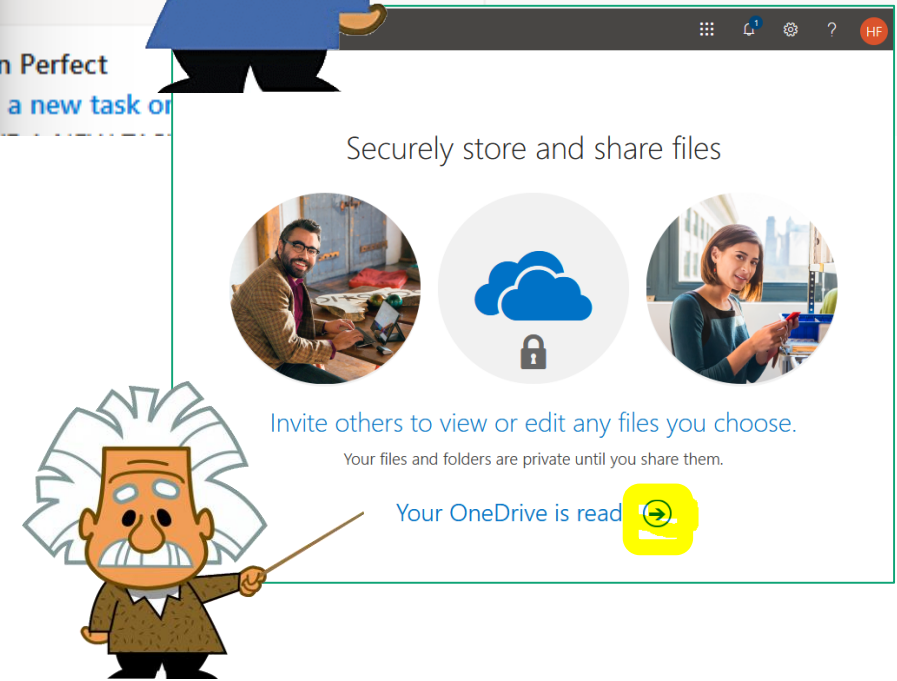 n Perfect
a new task or
1
?
HF
Securely store and share files
Invite others to view or edit any files you choose.
Your files and folders are private until you share them.
Your OneDrive is read